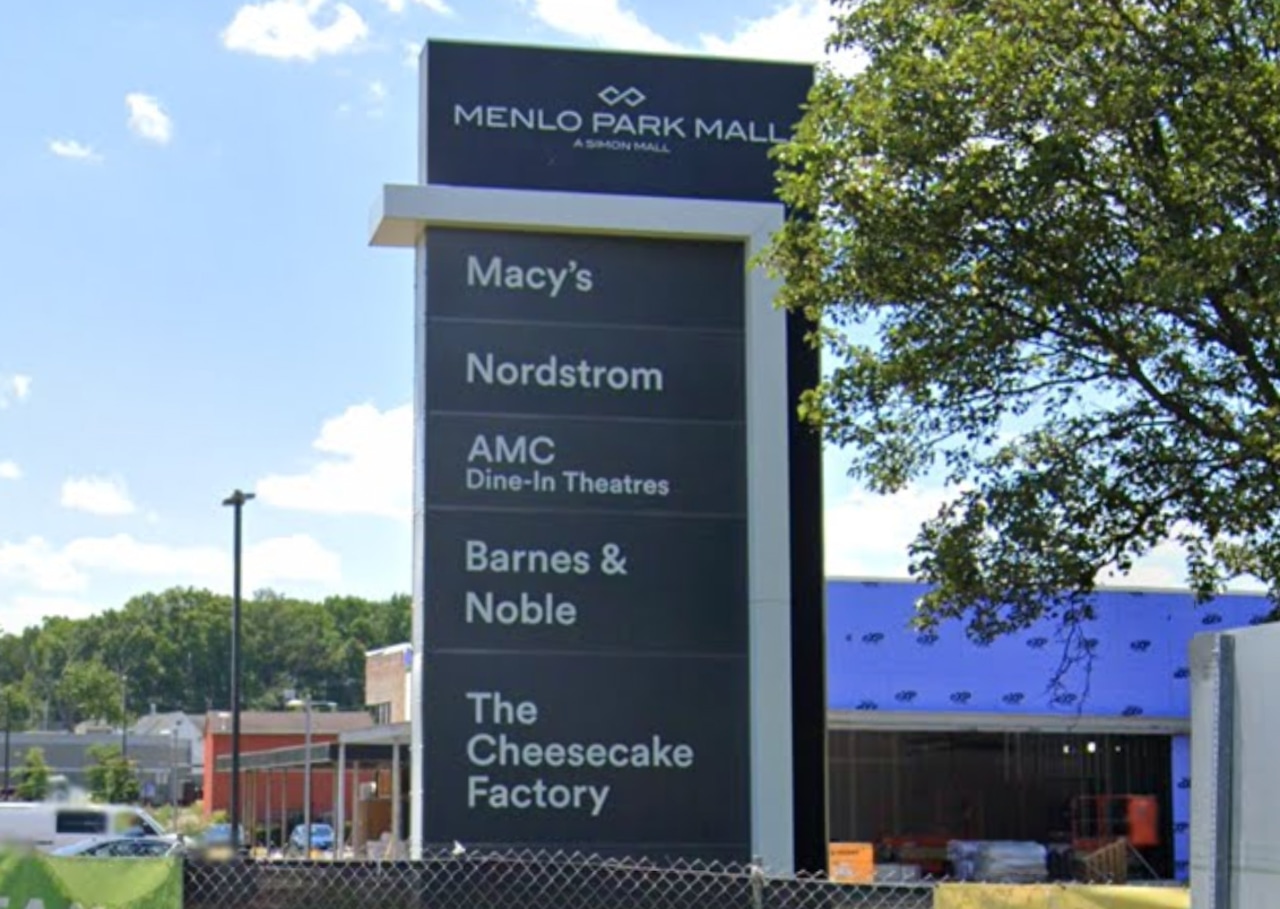 MENLO PARK MALL
A SIMON MALL
Macy's
Nordstrom
AMC
Dine-In Theatres
Barnes &
Noble
The
Cheesecake
Factory